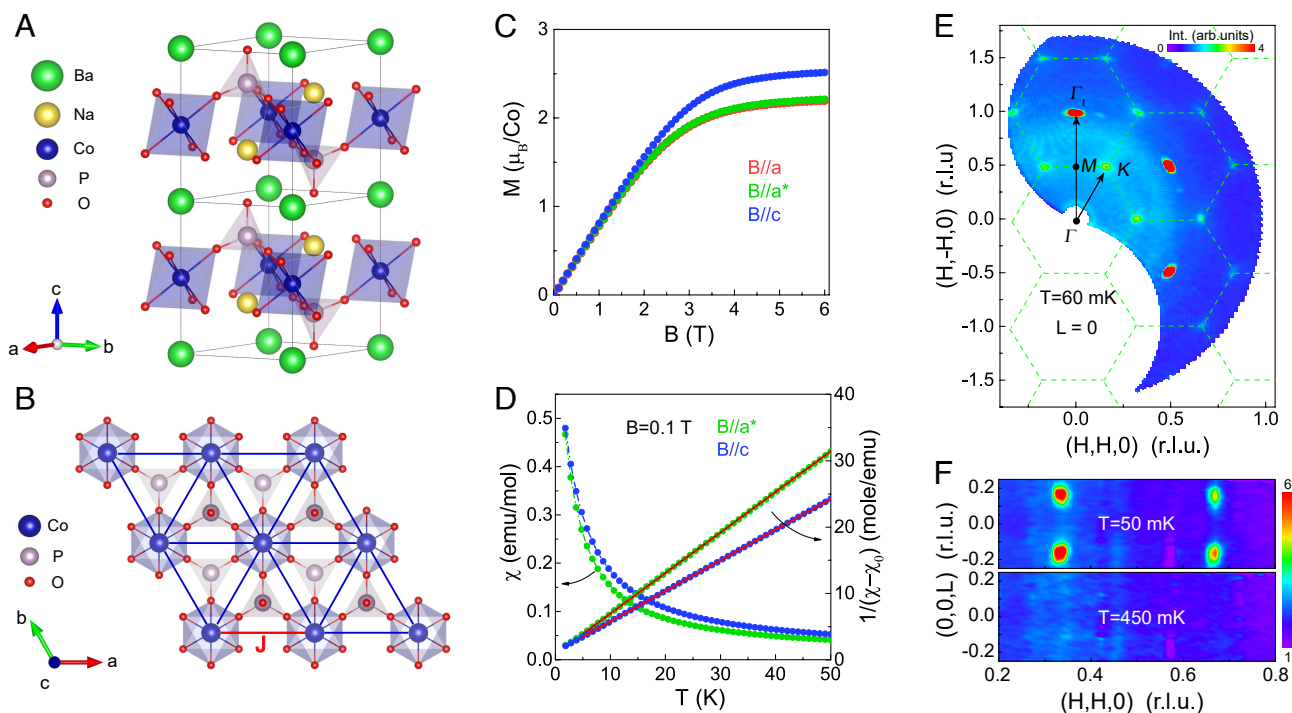 A
Ba
Na
Co
P
O
c
a
b
B
Co
P
O
b
a
c
J
C
M (μB/Co)
3
2
1
0
B//a
B//a*
B//c
0 1 2 3 4 5 6
B (T)
D
χ (emu/mol)
0.5
0.4
0.3
0.2
0.1
0.0
B=0.1 T
B//a*
B//c
40
30
20
10
0
1/(χ−χ0) (mole/emu)
0 10 20 30 40 50
T (K)
E
Int. (arb.units)
0 4
(H,-H,0) (r.l.u)
1.5
1.0
0.5
0.0
-0.5
-1.0
-1.5
Γ1
M
K
Γ
T=60 mK
L = 0
0.0 0.5 1.0
(H,H,0) (r.l.u.)
F
(0,0,L) (r.l.u.)
0.2
0.0
-0.2
T=50 mK
6
0.2
0.0
-0.2
T=450 mK
1
0.2 0.4 0.6 0.8
(H,H,0) (r.l.u.)